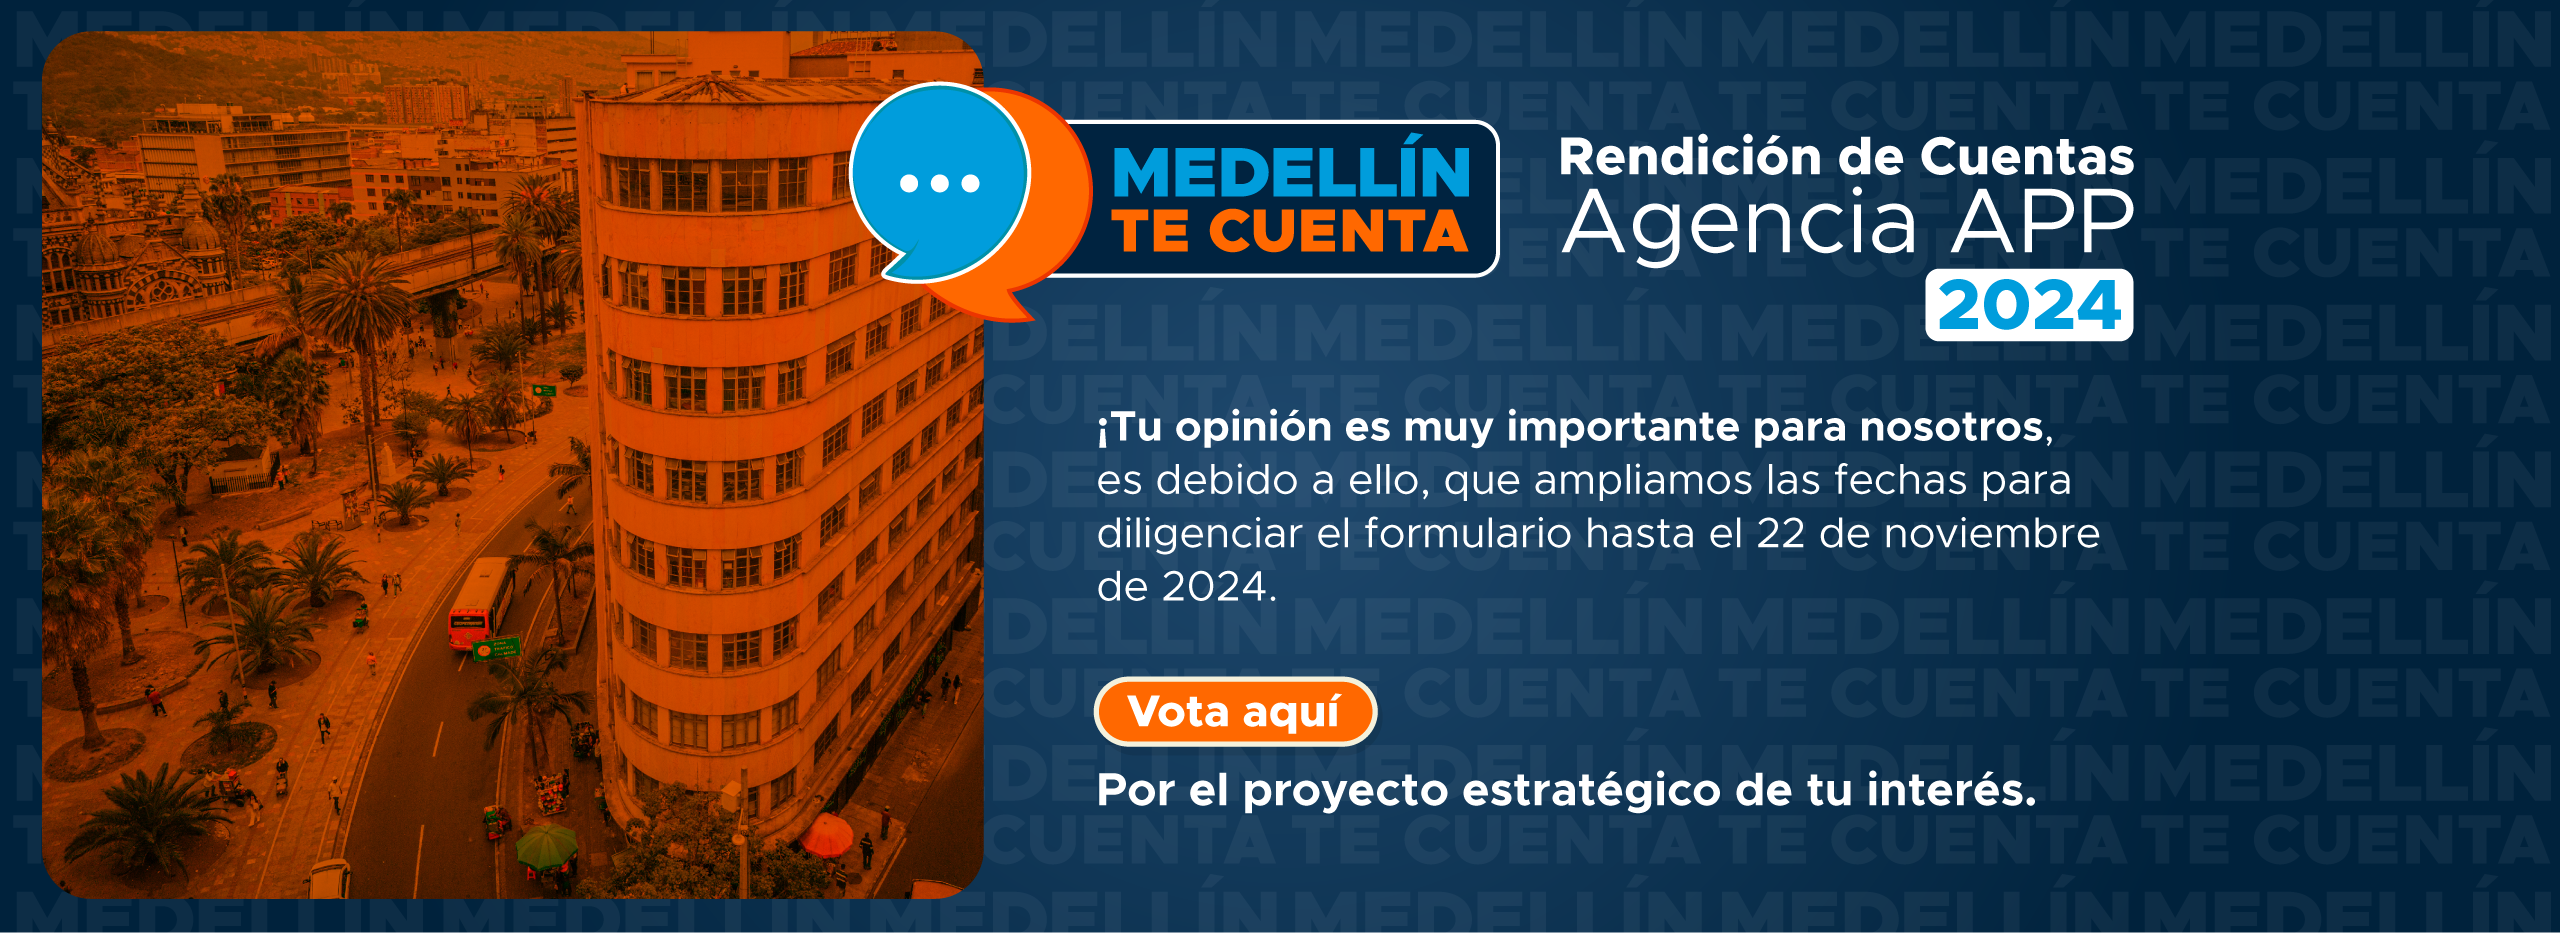 MEDELLÍN
TE CUENTA
Rendición de Cuentas
Agencia APP
2024
¡Tu opinión es muy importante para nosotros,
es debido a ello, que ampliamos las fechas para
diligenciar el formulario hasta el 22 de noviembre
de 2024.
Vota aquí
Por el proyecto estratégico de tu interés.